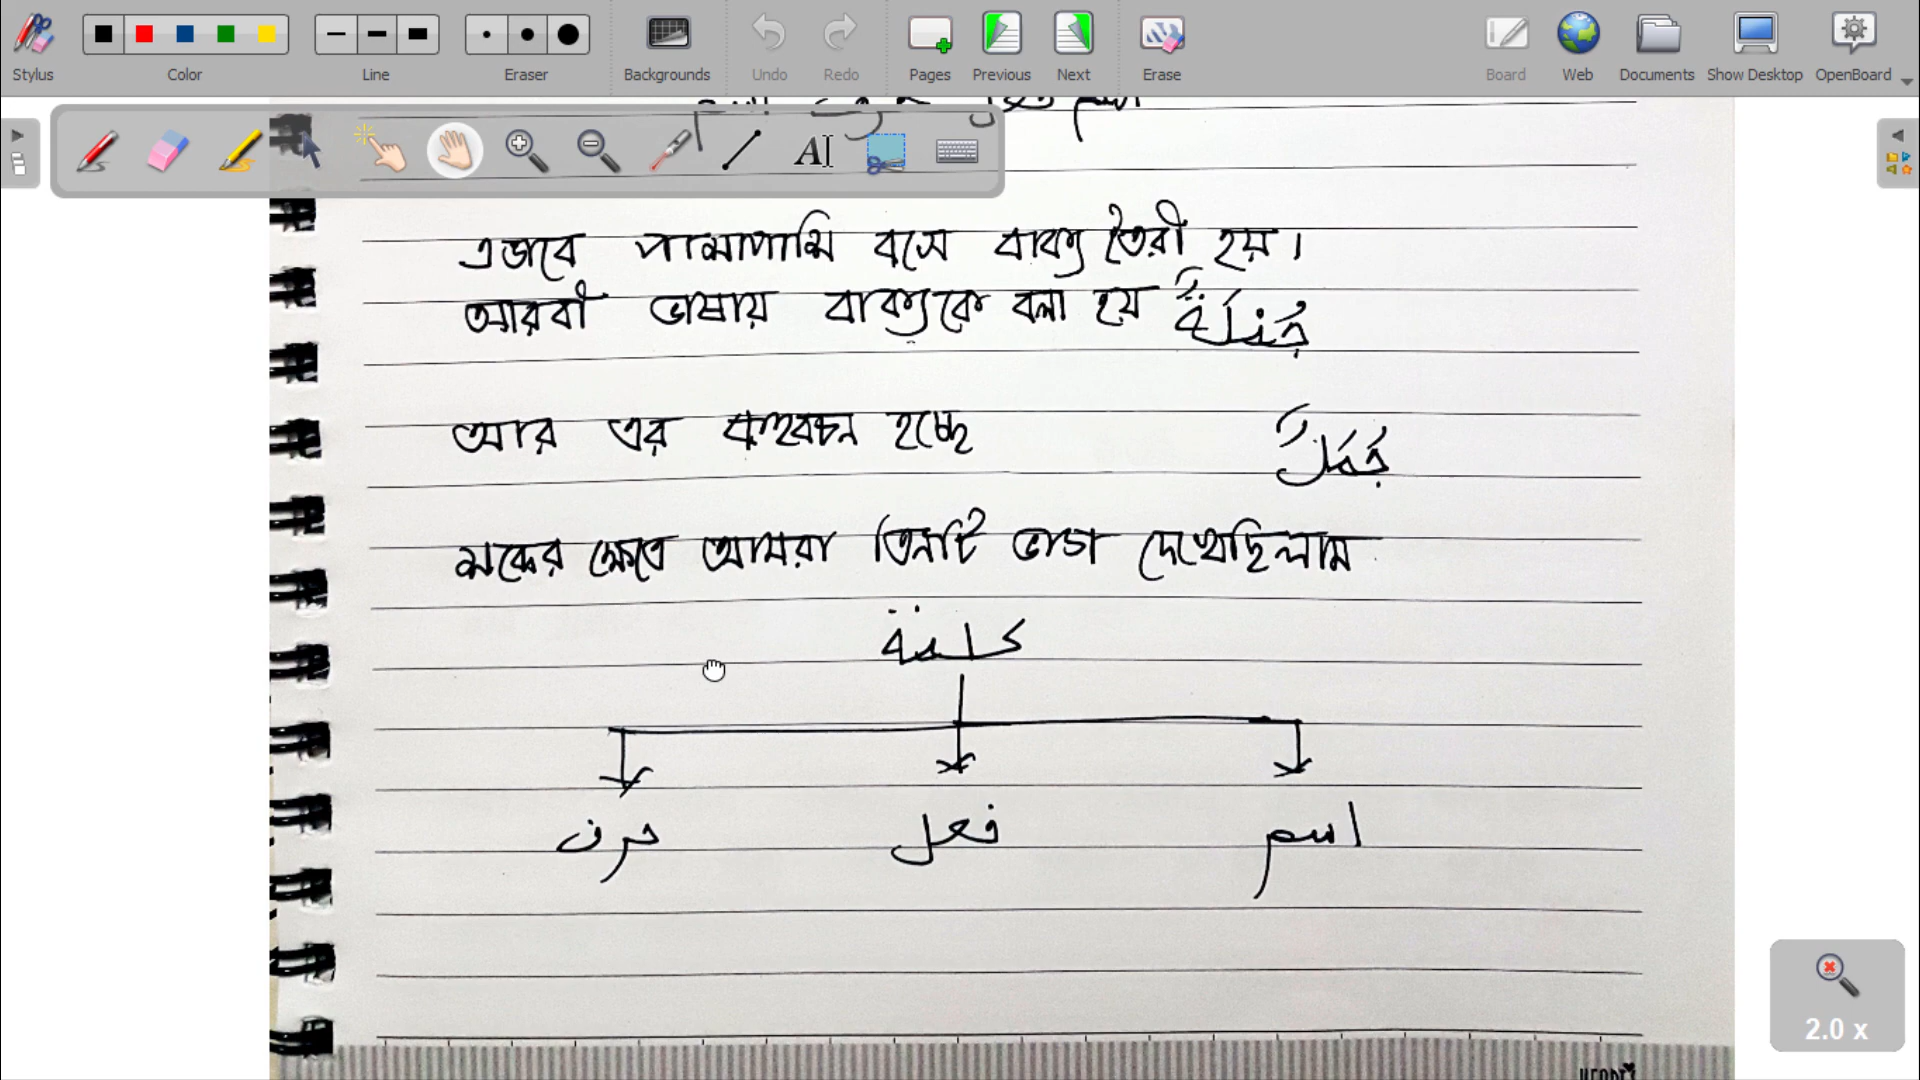 Stylus Color Line Eraser Backgrounds Undo Redo Pages Previous Next Erase Board Web Documents Show Desktop OpenBoard
এভাবে পাশাপাশি বসে বাক্য তৈরী হয়।
আরবী ভাষায় বাক্যকে বলা হয় جُمْلَةٌ
আর এর বহুবচন হচ্ছে جُمَلٌ
শব্দের ক্ষেত্রে আমরা তিনটি ভাগ দেখেছিলাম
كلمة
اسم فعل حرف
2.0 x